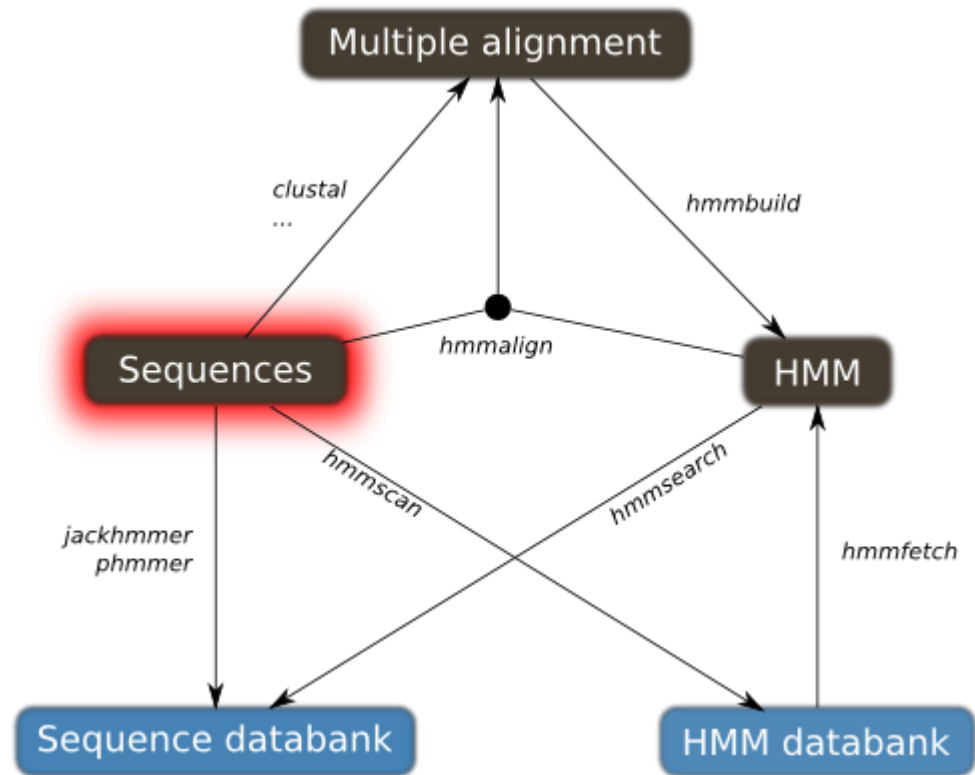 Multiple alignment
clustal
...
hmmbuild
hmmalign
Sequences
HMM
hmmscan
hmmsearch
jackhmmer
phmmer
hmmfetch
Sequence databank
HMM databank